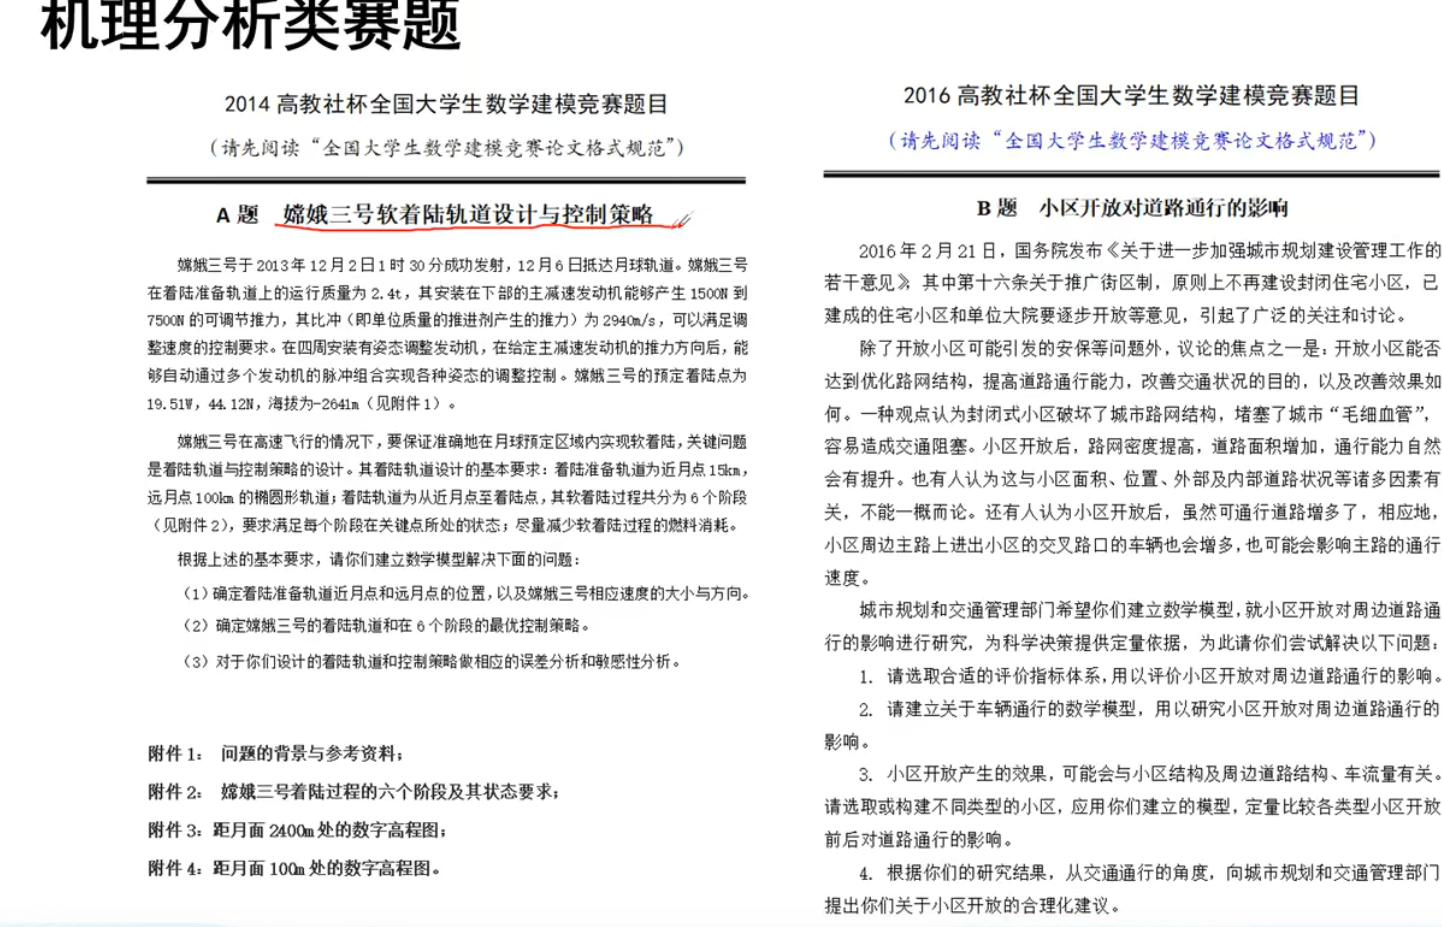 机理分析类赛题
2014 高教社杯全国大学生数学建模竞赛题目
（请先阅读“全国大学生数学建模竞赛论文格式规范”）
A 题 嫦娥三号软着陆轨道设计与控制策略
嫦娥三号于 2013 年 12 月 2 日 1 时 30 分成功发射，12 月 6 日抵达月球轨道。嫦娥三号
在着陆准备轨道上的运行质量为 2.4t，其安装在下部的主减速发动机能够产生 1500N 到
7500N 的可调节推力，其比冲（即单位质量的推进剂产生的推力）为 2940m/s，可以满足调
整速度的控制要求。在四周安装有姿态调整发动机，在给定主减速发动机的推力方向后，能
够自动通过多个发动机的脉冲组合实现各种姿态的调整控制。嫦娥三号的预定着陆点为
19.51W，44.12N，海拔为-2641m（见附件 1）。
嫦娥三号在高速飞行的情况下，要保证准确地在月球预定区域内实现软着陆，关键问题
是着陆轨道与控制策略的设计。其着陆轨道设计的基本要求：着陆准备轨道为近月点 15km，
远月点 100km 的椭圆形轨道；着陆轨道为从近月点至着陆点，其软着陆过程共分为 6 个阶段
（见附件 2），要求满足每个阶段在关键点所处的状态；尽量减少软着陆过程的燃料消耗。
根据上述的基本要求，请你们建立数学模型解决下面的问题：
（1）确定着陆准备轨道近月点和远月点的位置，以及嫦娥三号相应速度的大小与方向。
（2）确定嫦娥三号的着陆轨道和在 6 个阶段的最优控制策略。
（3）对于你们设计的着陆轨道和控制策略做相应的误差分析和敏感性分析。
附件 1： 问题的背景与参考资料；
附件 2： 嫦娥三号着陆过程的六个阶段及其状态要求；
附件 3：距月面 2400m 处的数字高程图；
附件 4：距月面 100m 处的数字高程图。
2016 高教社杯全国大学生数学建模竞赛题目
（请先阅读“全国大学生数学建模竞赛论文格式规范”）
B 题 小区开放对道路通行的影响
2016 年 2 月 21 日，国务院发布《关于进一步加强城市规划建设管理工作的
若干意见》，其中第十六条关于推广街区制，原则上不再建设封闭住宅小区，已
建成的住宅小区和单位大院要逐步开放等意见，引起了广泛的关注和讨论。
除了开放小区可能引发的安保等问题外，议论的焦点之一是：开放小区能否
达到优化路网结构，提高道路通行能力，改善交通状况的目的，以及改善效果如
何。一种观点认为封闭式小区破坏了城市路网结构，堵塞了城市“毛细血管”，
容易造成交通阻塞。小区开放后，路网密度提高，道路面积增加，通行能力自然
会有提升。也有人认为这与小区面积、位置、外部及内部道路状况等诸多因素有
关，不能一概而论。还有人认为小区开放后，虽然可通行道路增多了，相应地，
小区周边主路上进出小区的交叉路口的车辆也会增多，也可能会影响主路的通行
速度。
城市规划和交通管理部门希望你们建立数学模型，就小区开放对周边道路通
行的影响进行研究，为科学决策提供定量依据，为此请你们尝试解决以下问题：
1. 请选取合适的评价指标体系，用以评价小区开放对周边道路通行的影响。
2. 请建立关于车辆通行的数学模型，用以研究小区开放对周边道路通行的
影响。
3. 小区开放产生的效果，可能会与小区结构及周边道路结构、车流量有关。
请选取或构建不同类型的小区，应用你们建立的模型，定量比较各类型小区开放
前后对道路通行的影响。
4. 根据你们的研究结果，从交通通行的角度，向城市规划和交通管理部门
提出你们关于小区开放的合理化建议。